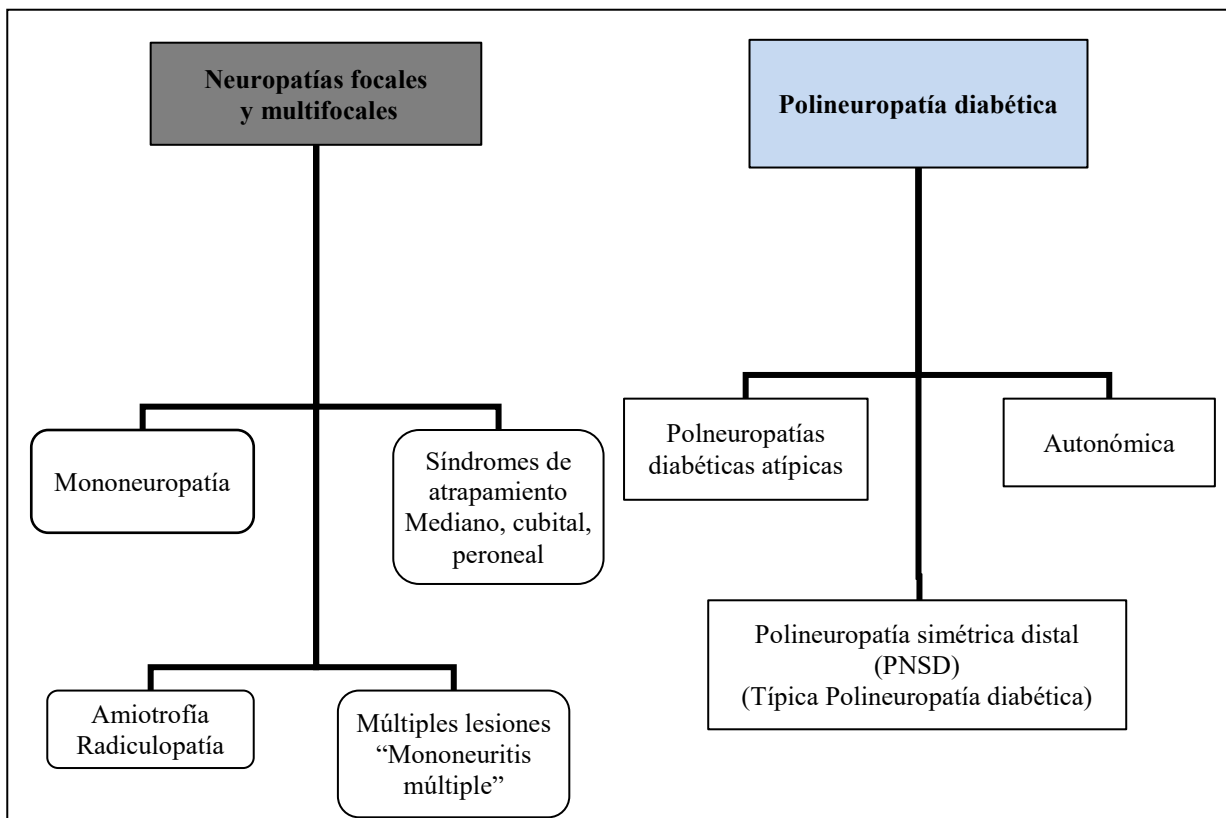 Neuropatías focales
y multifocales
Polineuropatía diabética
Mononeuropatía
Síndromes de
atrapamiento
Mediano, cubital,
peroneal
Polneuropatías
diabéticas atípicas
Autonómica
Amiotrofía
Radiculopatía
Múltiples lesiones
“Mononeuritis
múltiple”
Polineuropatía simétrica distal
(PNSD)
(Típica Polineuropatía diabética)